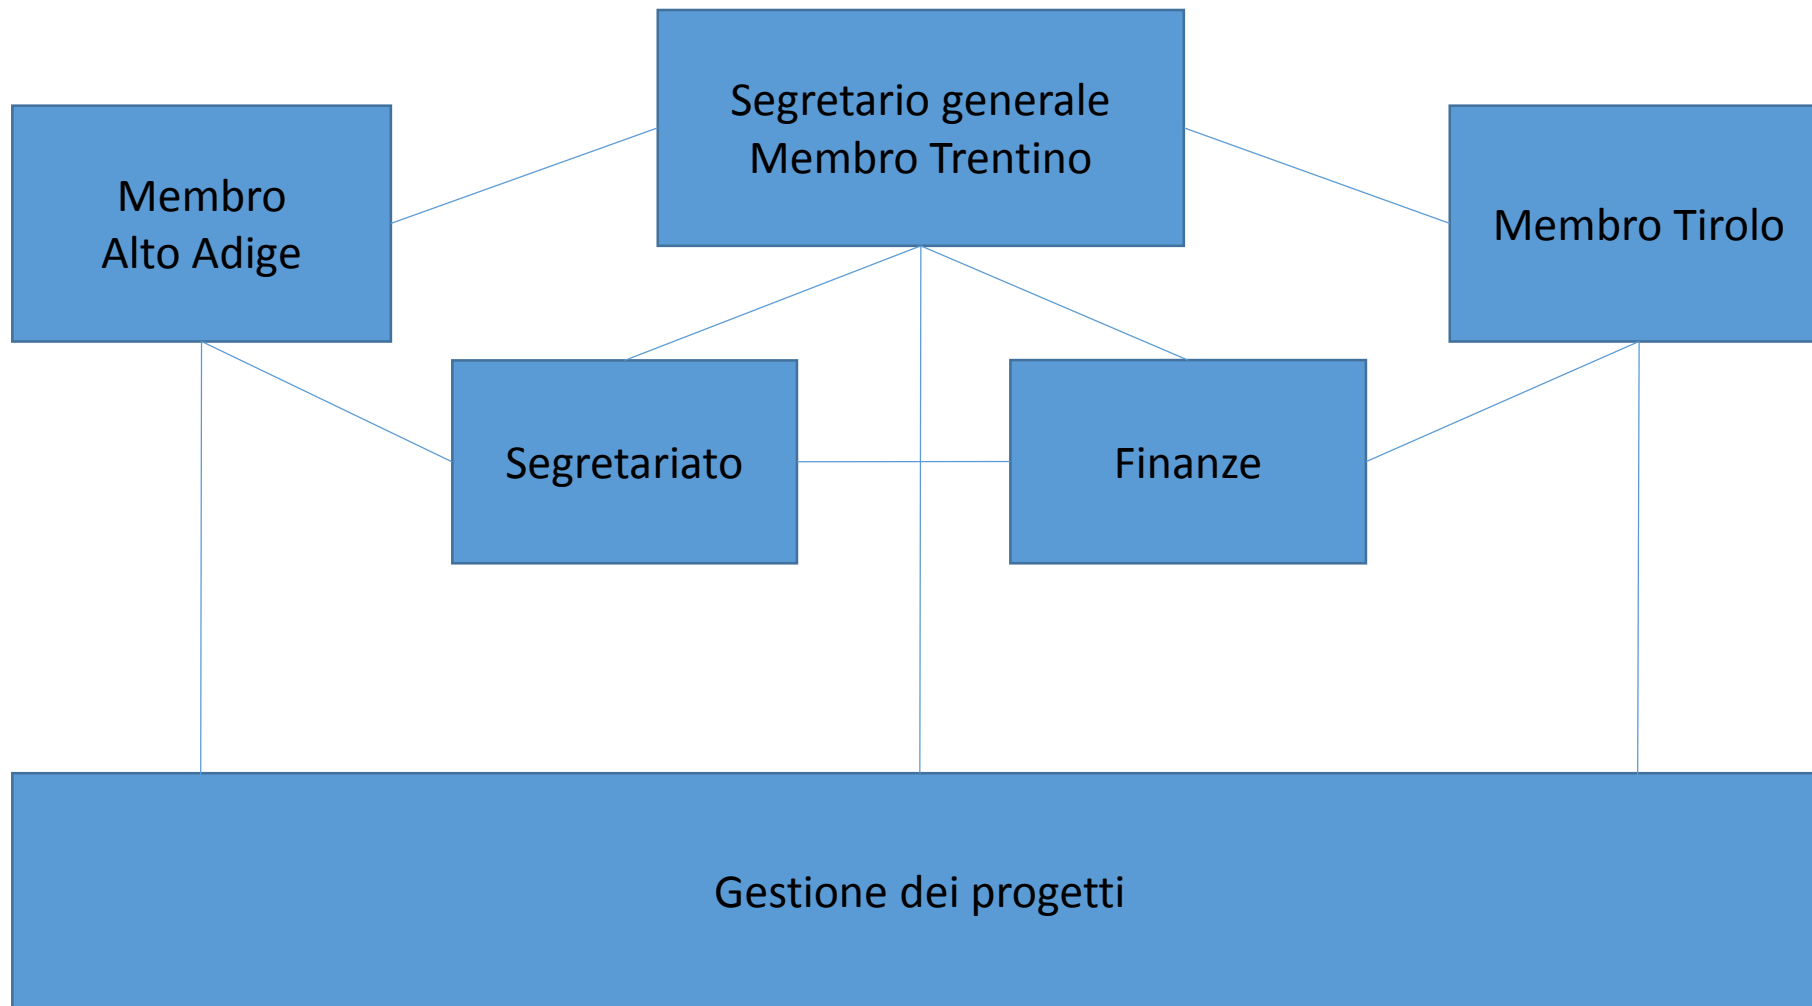 Segretario generale
Membro Trentino
Membro
Alto Adige
Membro Tirolo
Segretariato
Finanze
Gestione dei progetti